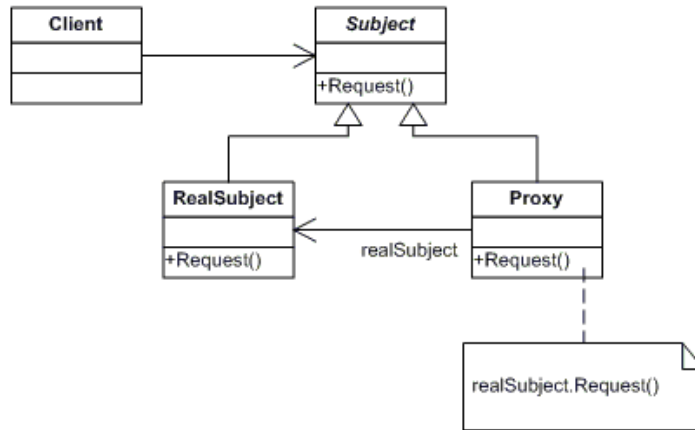 Client
Subject
+Request()
RealSubject
+Request()
Proxy
+Request()
realSubject
realSubject.Request()